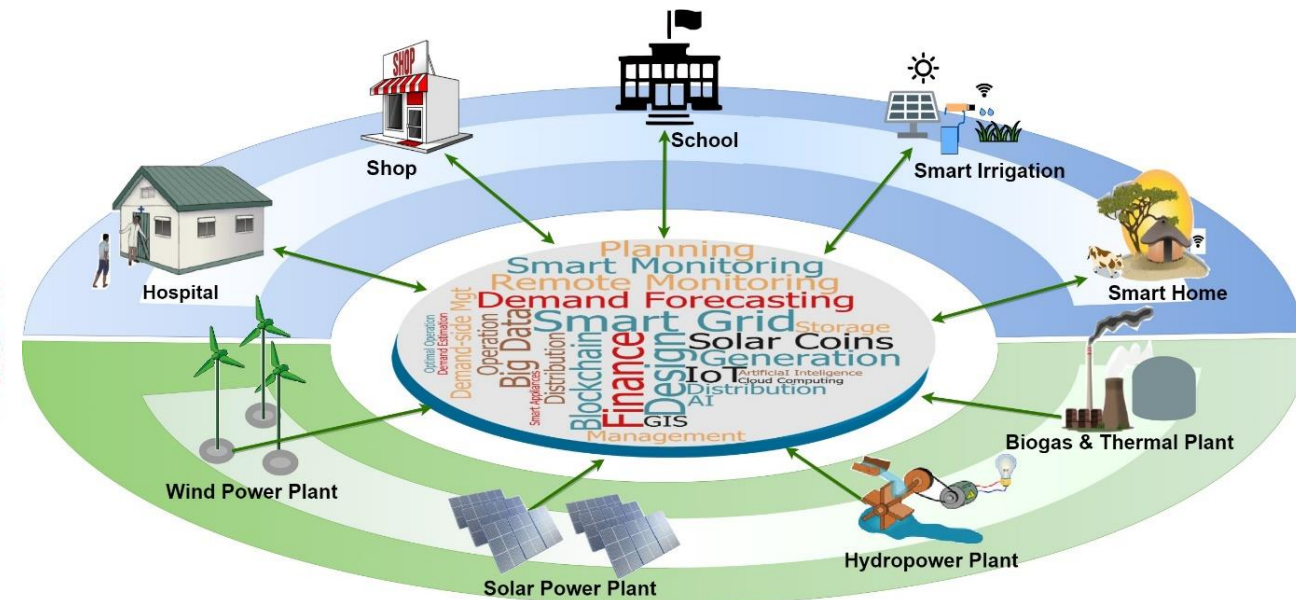 SHOP
School
Shop
Smart Irrigation
Hospital
Smart Home
Planning
Smart Monitoring
Remote Monitoring
Demand Forecasting
Smart Grid
Storage
Solar Coins
Generation
IoT
Artificial Inteligence
Cloud Computing
Distribution
AI
GIS
Management
Optimal Operation
Demand Estimation
Demand-side Mgt
Operation
Big Data
Smart Appliances
Distribution
Blockchain
Finance
Design
Biogas & Thermal Plant
Wind Power Plant
Hydropower Plant
Solar Power Plant